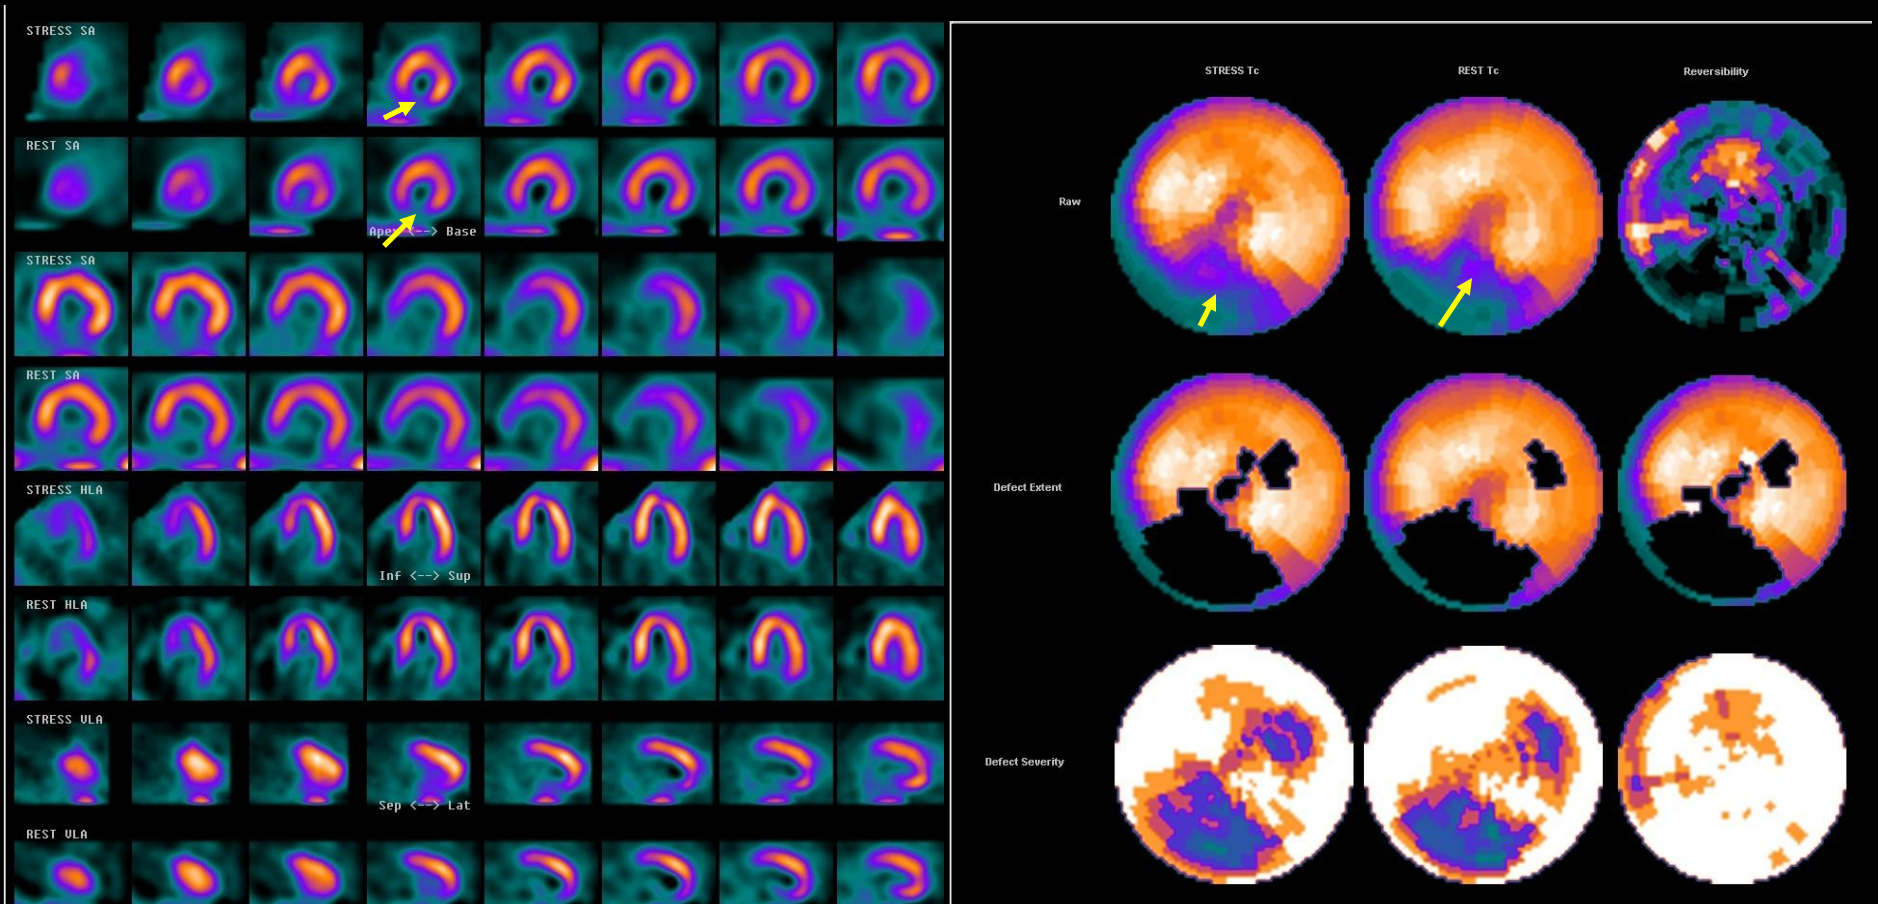 STRESS SA
REST SA
Apex <--> Base
STRESS SA
REST SA
STRESS HLA
Inf <--> Sup
REST HLA
STRESS VLA
Sep <--> Lat
REST VLA
STRESS Tc
REST Tc
Reversibility
Raw
Defect Extent
Defect Severity